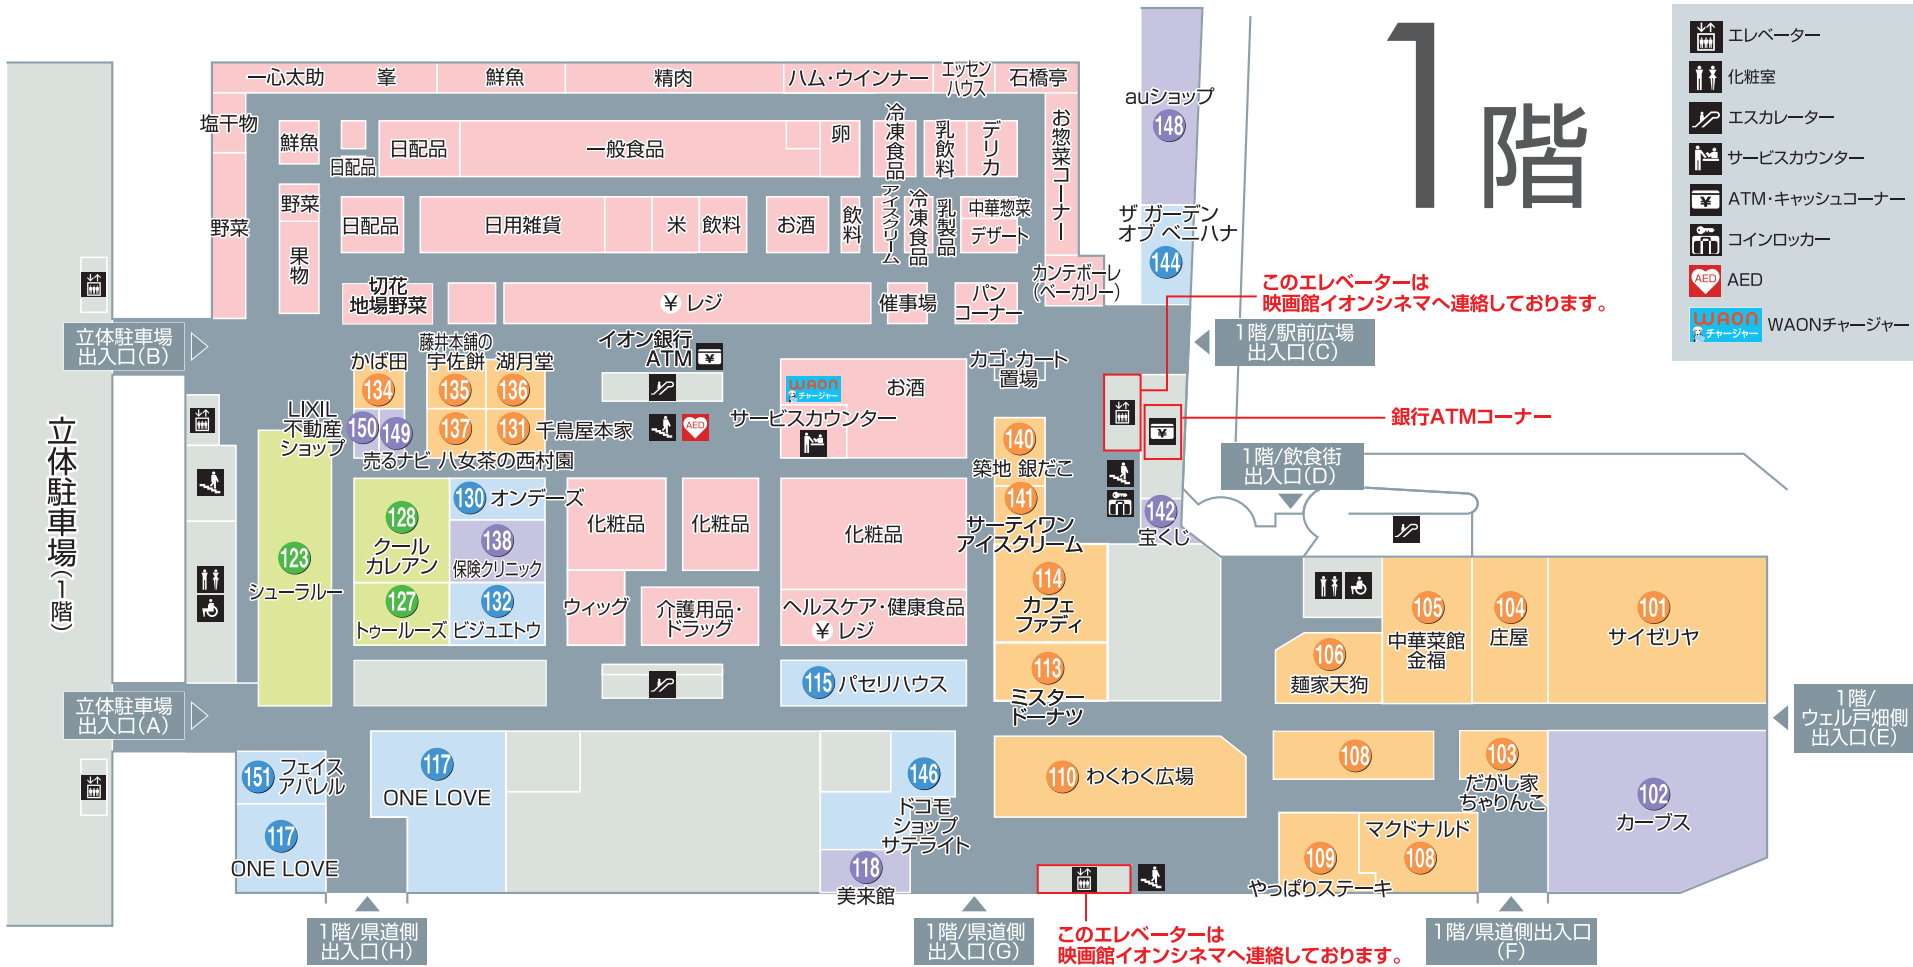 1階
エレベーター
化粧室
エスカレーター
サービスカウンター
ATM・キャッシュコーナー
コインロッカー
AED
AED
WAON
チャージャー
WAONチャージャー
一心太助
峯
鮮魚
精肉
ハム・ウインナー
エッセン
ハウス
石橋亭
塩干物
鮮魚
日配品
日配品
一般食品
卵
冷凍食品
乳飲料
デリカ
お惣菜コーナー
野菜
野菜
果物
日配品
日用雑貨
米
飲料
お酒
飲料
アイスクリーム
冷凍食品
乳製品
中華惣菜
デザート
カンテボーレ
(ベーカリー)
切花
地場野菜
¥ レジ
催事場
パン
コーナー
auショップ
148
ザ ガーデン
オブ ベニハナ
144
このエレベーターは
映画館イオンシネマへ連絡しております。
1階/駅前広場
出入口(C)
銀行ATMコーナー
1階/飲食街
出入口(D)
立体駐車場
出入口(B)
立体駐車場(1階)
立体駐車場
出入口(A)
かば田
134
藤井本舗の
宇佐餅
135
湖月堂
136
LIXIL
不動産
ショップ
150
149
売るナビ
137
八女茶の西村園
131
千鳥屋本家
イオン銀行
ATM
¥
AED
WAON
チャージャー
お酒
サービスカウンター
カゴ・カート
置場
140
築地 銀だこ
141
サーティワン
アイスクリーム
¥
142
宝くじ
123
シューラルー
128
クール
カレアン
127
トゥールーズ
130
オンデーズ
138
保険クリニック
132
ビジュエトウ
化粧品
化粧品
化粧品
ウィッグ
介護用品・
ドラッグ
ヘルスケア・健康食品
¥ レジ
115
パセリハウス
114
カフェ
ファディ
113
ミスター
ドーナツ
105
中華菜館
金福
104
庄屋
101
サイゼリヤ
106
麺家天狗
1階/
ウェル戸畑側
出入口(E)
151
フェイス
アパレル
117
ONE LOVE
117
ONE LOVE
146
ドコモ
ショップ
サテライト
118
美来館
110
わくわく広場
108
103
だがし家
ちゃりんこ
102
カーブス
109
やっぱりステーキ
マクドナルド
108
1階/県道側
出入口(H)
1階/県道側
出入口(G)
このエレベーターは
映画館イオンシネマへ連絡しております。
1階/県道側出入口
(F)